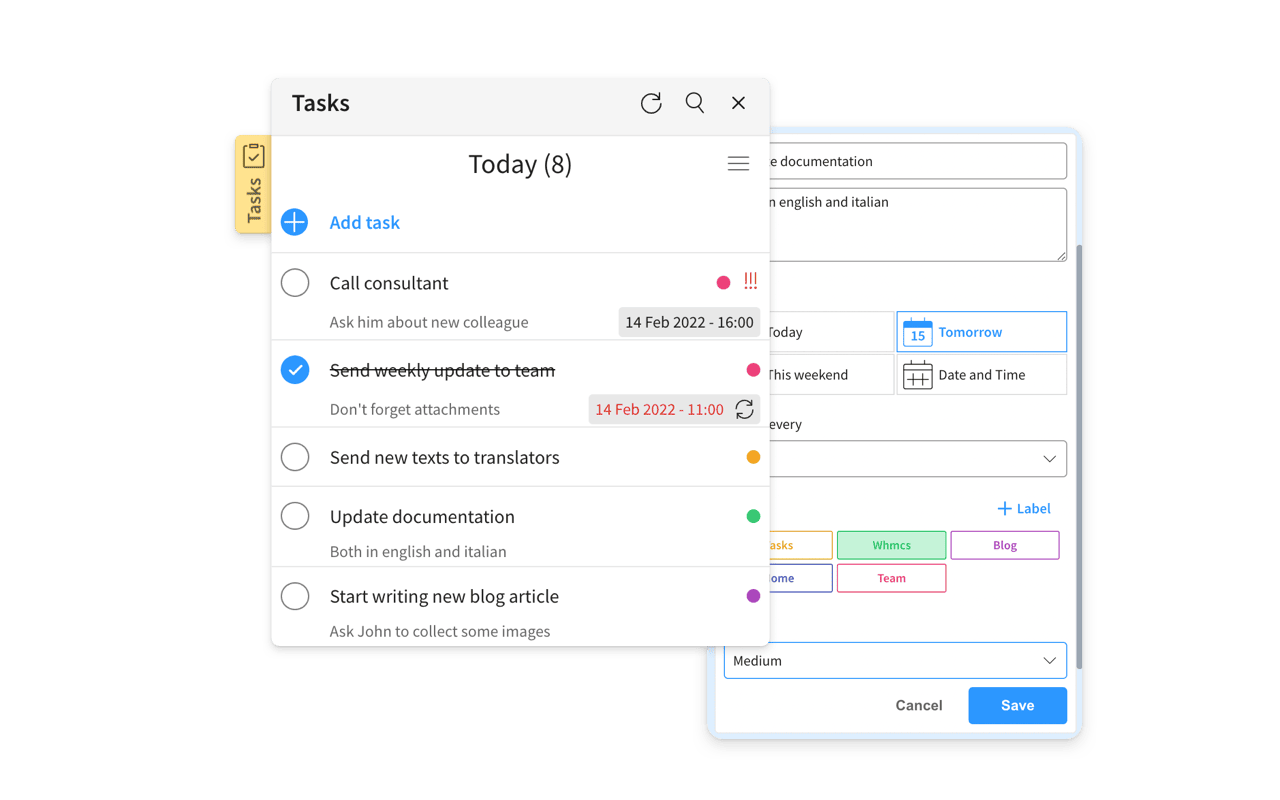 Tasks
Tasks
Today (8)
Add task
Call consultant
!!!
Ask him about new colleague
14 Feb 2022 - 16:00
Send weekly update to team
Don't forget attachments
14 Feb 2022 - 11:00
Send new texts to translators
Update documentation
Both in english and italian
Start writing new blog article
Ask John to collect some images
documentation
english and italian
Today
15
Tomorrow
This weekend
Date and Time
every
Label
Whmcs
Blog
Team
Medium
Cancel
Save